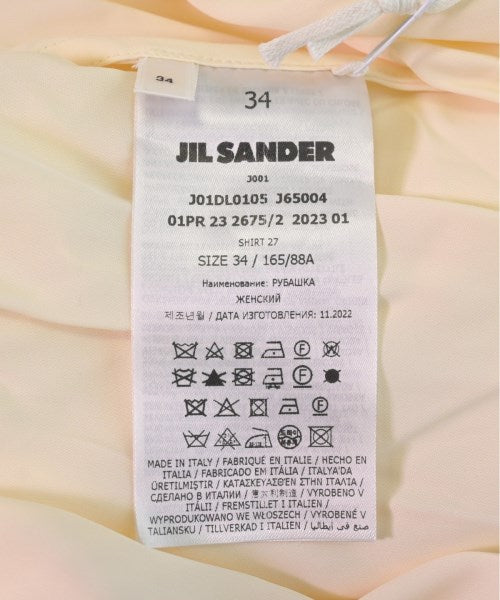 34
34
JIL SANDER
J001
J01DL0105 J65004
01PR 23 2675/2 2023 01
SHIRT 27
SIZE 34 / 165/88A
Наименование: РУБАШКА
ЖЕНСКИЙ
제조년월 / ДАТА ИЗГОТОВЛЕНИЯ: 11.2022
MADE IN ITALY / FABRIQUÉ EN ITALIE / HECHO EN
ITALIA / FABRICADO EM ITÁLIA / ITALYA'DA
ÜRETILMIŞTIR / ΚΑΤΑΣΚΕΥΑΣΘΕΝ ΣΤΗΝ ΙΤΑΛΙΑ /
СДЕЛАНО В ИТАЛИИ / 意大利制造 / VYROBENO V
ITÁLII / FREMSTILLET I ITALIEN /
WYPRODUKOWANO WE WŁOSZECH / VYROBENÉ V
TALIANSKU / TILLVERKAD I ITALIEN / صنع في أيطاليا